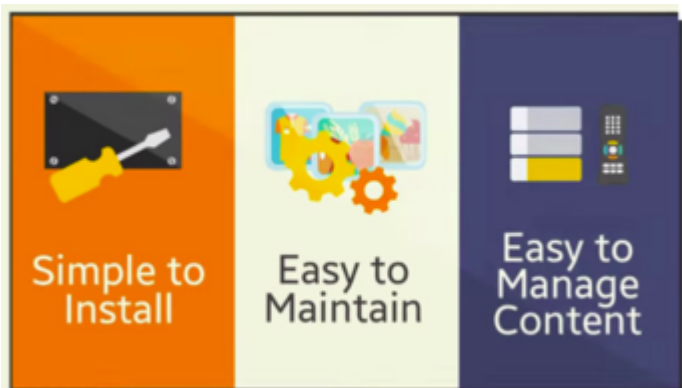 Simple to
Install
Easy to
Maintain
Easy to
Manage
Content